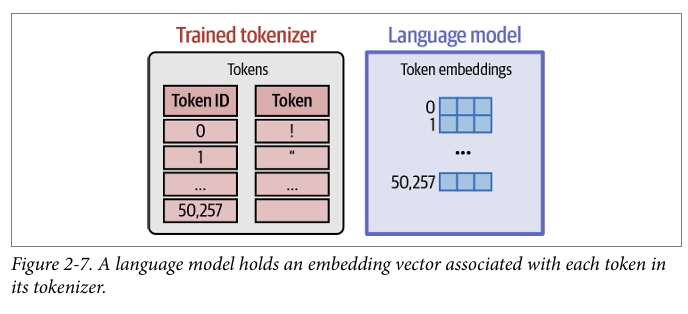 Trained tokenizer
Language model
Tokens
Token embeddings
Token ID Token
0 !
1 "
... ...
50,257
0
1
...
50,257
Figure 2-7. A language model holds an embedding vector associated with each token in
its tokenizer.